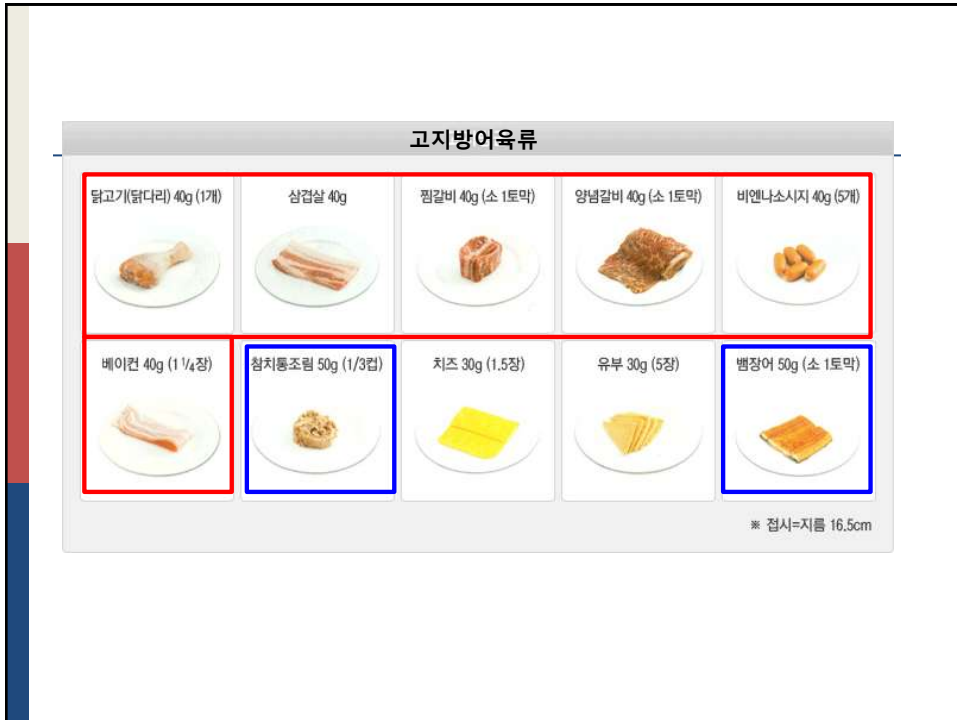 고지방어육류
닭고기(닭다리) 40g (1개)
삼겹살 40g
찜갈비 40g (소 1토막)
양념갈비 40g (소 1토막)
비엔나소시지 40g (5개)
베이컨 40g (1 1/4장)
참치통조림 50g (1/3컵)
치즈 30g (1.5장)
유부 30g (5장)
뱀장어 50g (소 1토막)
※ 접시=지름 16.5cm